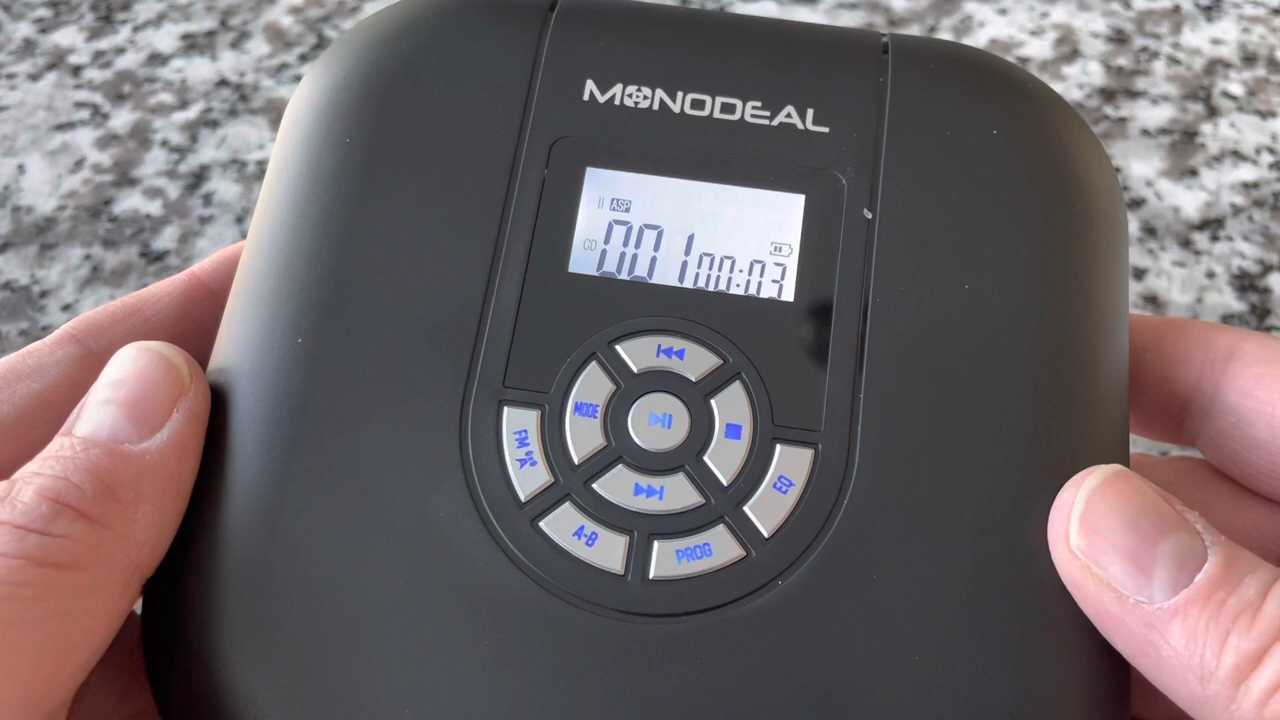 MONODEAL
ASP
CD 001 00:03
MODE
FM
EQ
A-B
PROG